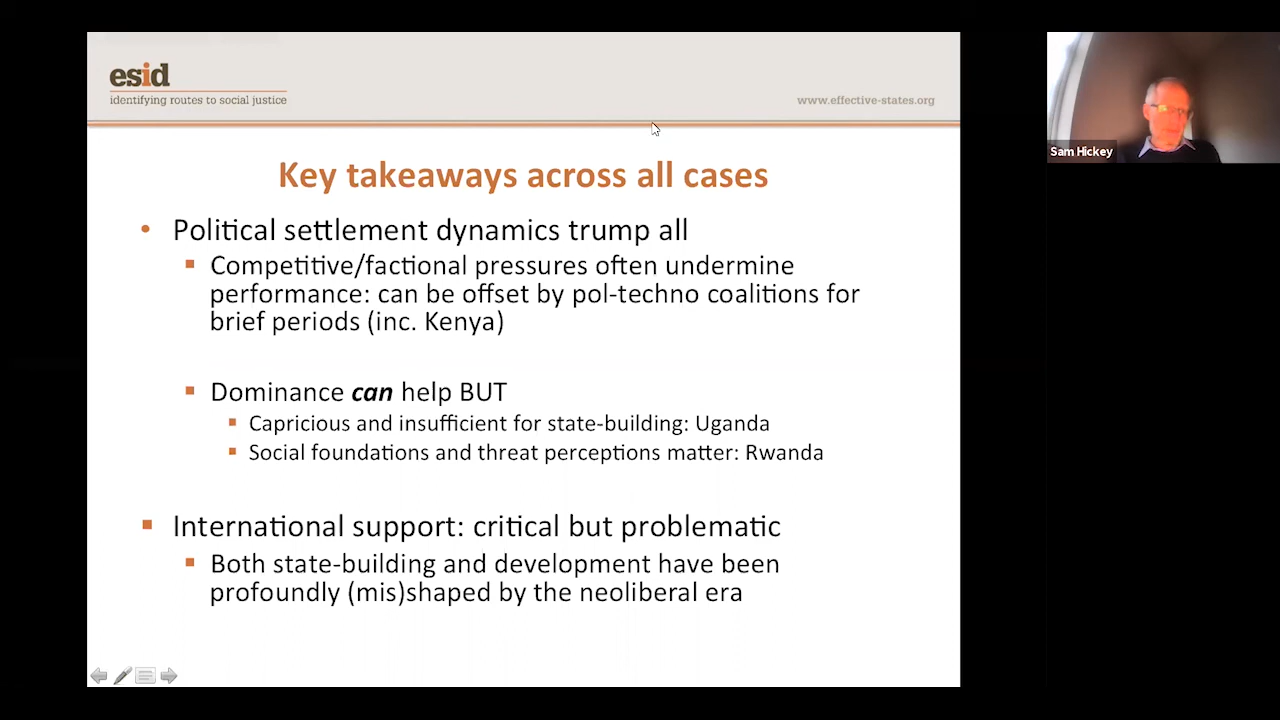 esid
identifying routes to social justice
www.effective-states.org
Sam Hickey
Key takeaways across all cases
• Political settlement dynamics trump all
▪ Competitive/factional pressures often undermine
performance: can be offset by pol-techno coalitions for
brief periods (inc. Kenya)
▪ Dominance can help BUT
▪ Capricious and insufficient for state-building: Uganda
▪ Social foundations and threat perceptions matter: Rwanda
▪ International support: critical but problematic
▪ Both state-building and development have been
profoundly (mis)shaped by the neoliberal era